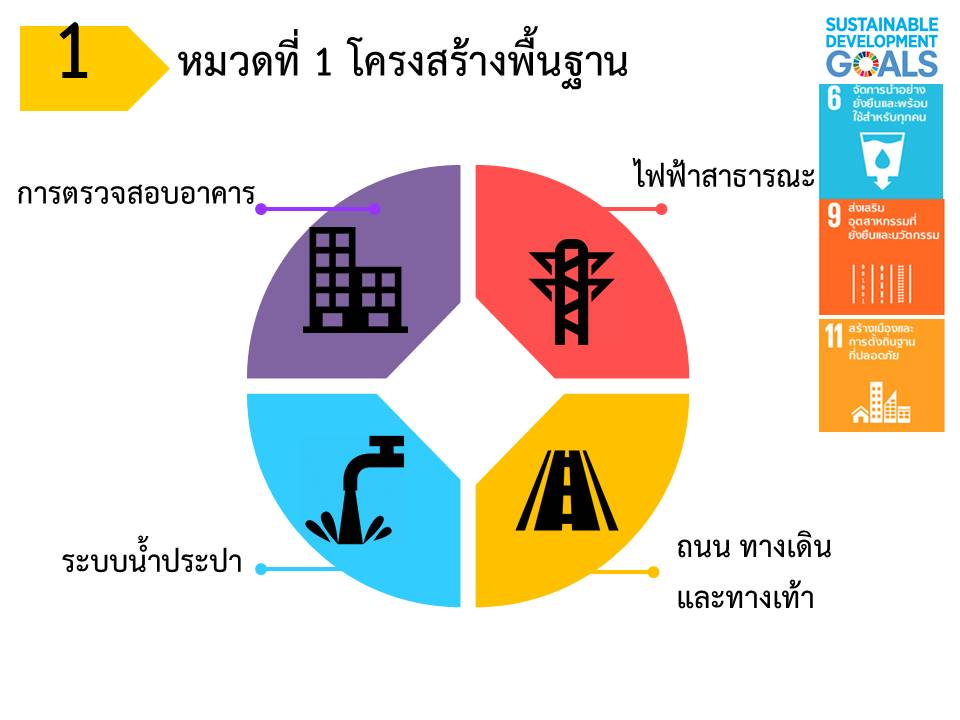 1
หมวดที่ 1 โครงสร้างพื้นฐาน
SUSTAINABLE
DEVELOPMENT
GOALS
6 จัดการน้ำอย่าง
ยั่งยืนและพร้อม
ใช้สำหรับทุกคน
9 ส่งเสริม
อุตสาหกรรมที่
ยั่งยืนและนวัตกรรม
11 สร้างเมืองและ
การตั้งถิ่นฐาน
ที่ปลอดภัย
การตรวจสอบอาคาร
ไฟฟ้าสาธารณะ
ระบบน้ำประปา
ถนน ทางเดิน
และทางเท้า